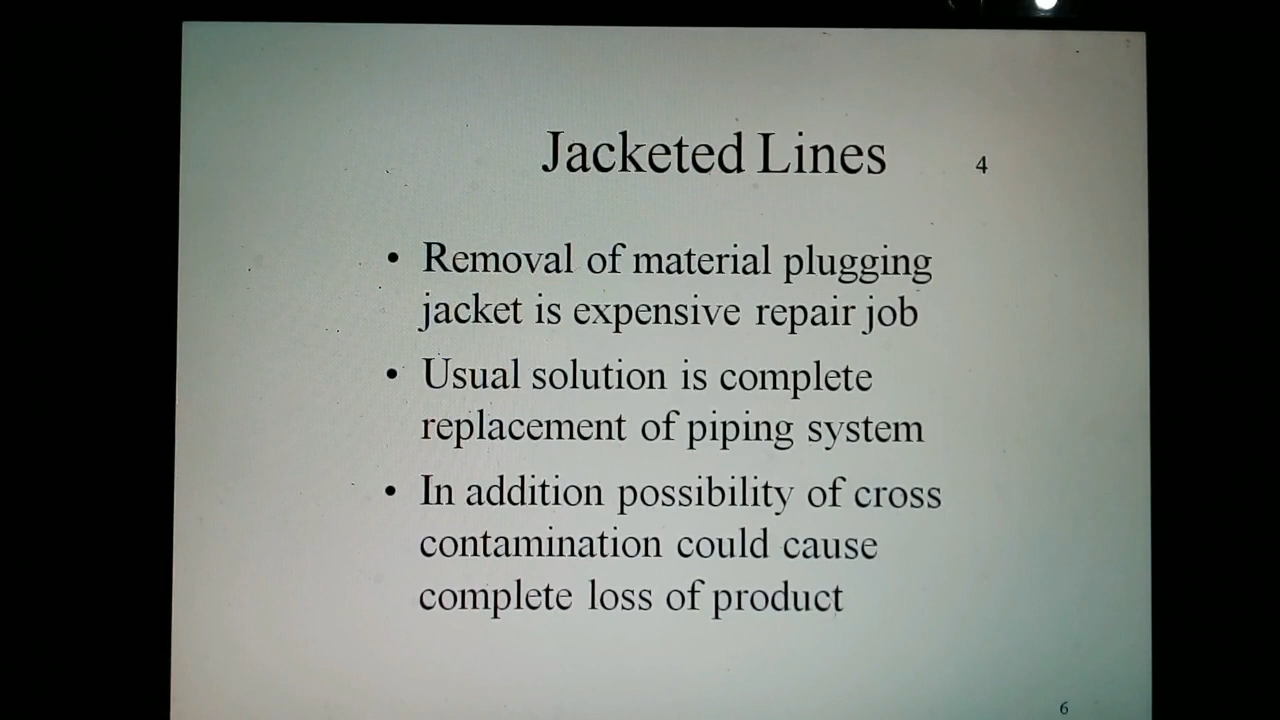 Jacketed Lines 4
• Removal of material plugging
jacket is expensive repair job
• Usual solution is complete
replacement of piping system
• In addition possibility of cross
contamination could cause
complete loss of product
6